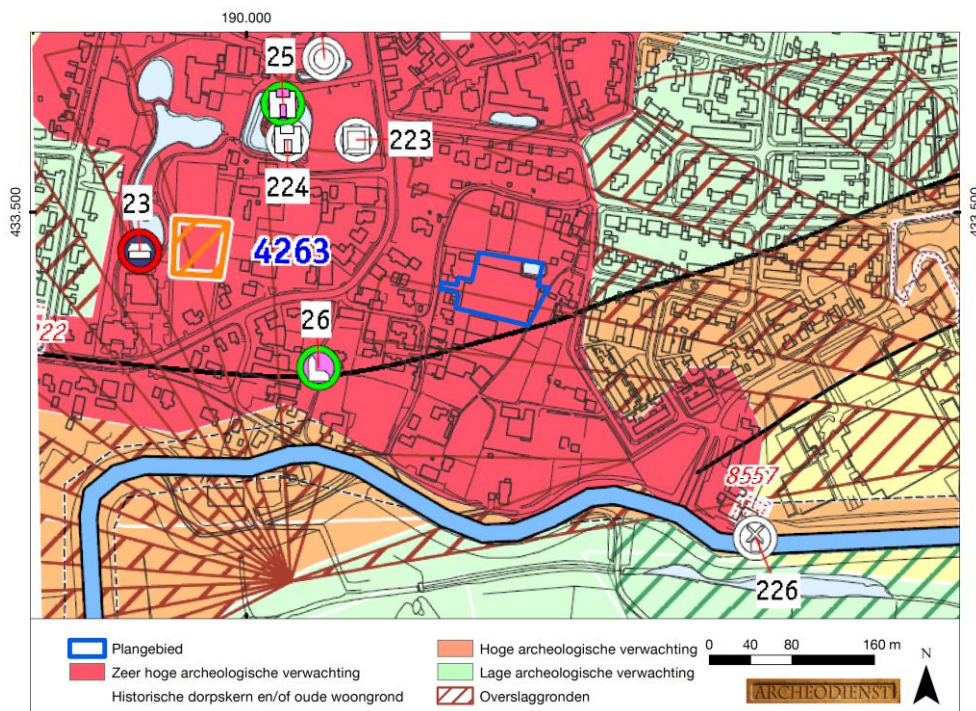 190.000
25
223
224
23
433.500
433.500
4263
222
26
8557
226
Plangebied
Zeer hoge archeologische verwachting
Historische dorpskern en/of oude woongrond
Hoge archeologische verwachting
Lage archeologische verwachting
Overslaggronden
0 40 80 160 m
N
ARCHEODIENST